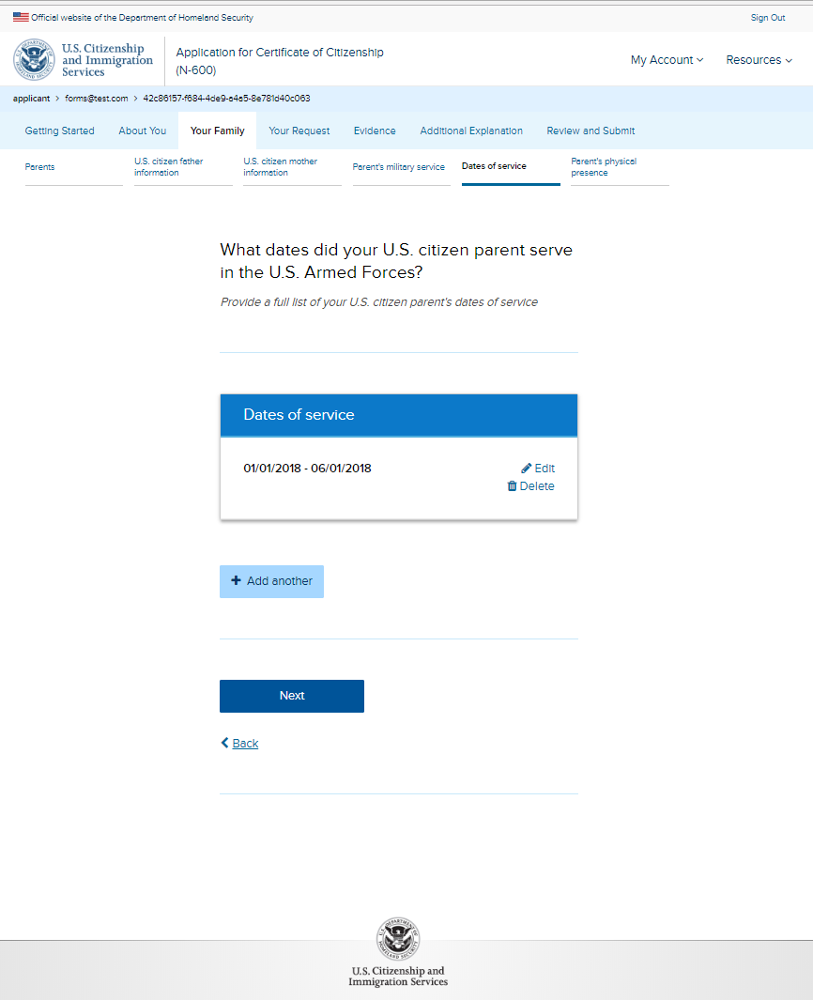 Official website of the Department of Homeland Security
Sign Out
U.S. Citizenship
and Immigration
Services
Application for Certificate of Citizenship
(N-600)
My Account
Resources
applicant > forms@test.com > 42c86157-f684-4de9-a4a5-8e781d40c063
Getting Started
About You
Your Family
Your Request
Evidence
Additional Explanation
Review and Submit
Parents
U.S. citizen father
information
U.S. citizen mother
information
Parent's military service
Dates of service
Parent's physical
presence
What dates did your U.S. citizen parent serve
in the U.S. Armed Forces?
Provide a full list of your U.S. citizen parent's dates of service
Dates of service
01/01/2018 - 06/01/2018
Edit
Delete
+ Add another
Next
Back
U.S. Citizenship and
Immigration Services